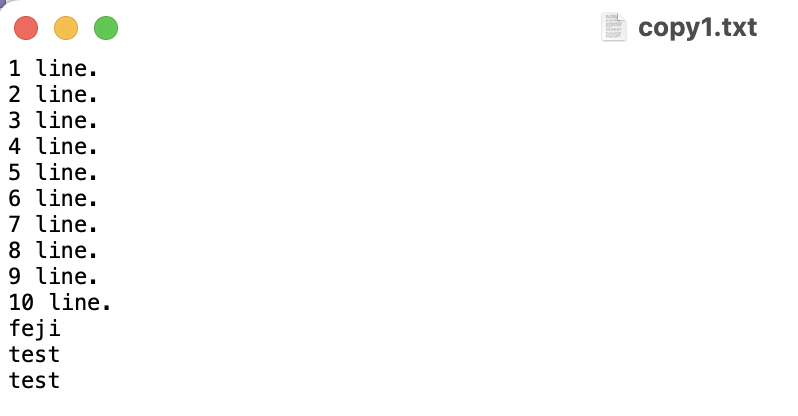 copy1.txt
1 line.
2 line.
3 line.
4 line.
5 line.
6 line.
7 line.
8 line.
9 line.
10 line.
feji
test
test